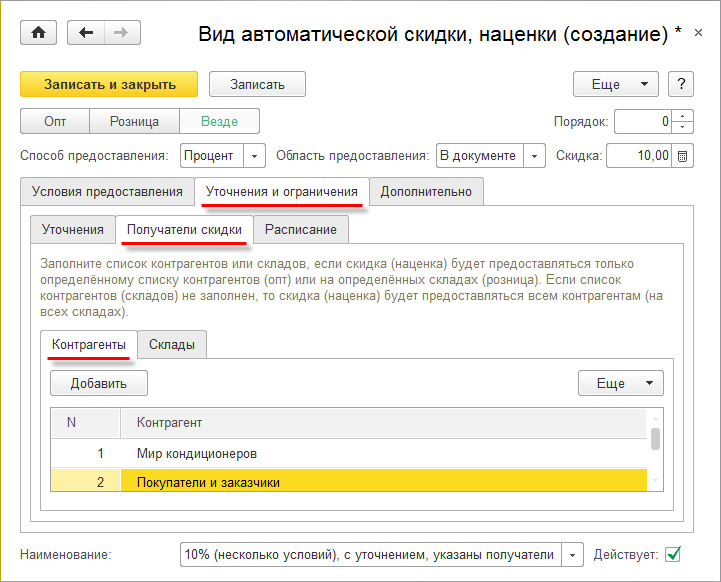 Вид автоматической скидки, наценки (создание) * ×
Записать и закрыть Записать Еще ?
Опт Розница Везде Порядок: 0
Способ предоставления: Процент Область предоставления: В документе Скидка: 10,00
Условия предоставления Уточнения и ограничения Дополнительно
Уточнения Получатели скидки Расписание
Заполните список контрагентов или складов, если скидка (наценка) будет предоставляться только
определённому списку контрагентов (опт) или на определённых складах (розница). Если список
контрагентов (складов) не заполнен, то скидка (наценка) будет предоставляться всем контрагентам (на
всех складах).
Контрагенты Склады
Добавить Еще
N Контрагент
1 Мир кондиционеров
2 Покупатели и заказчики
Наименование: 10% (несколько условий), с уточнением, указаны получатели Действует: